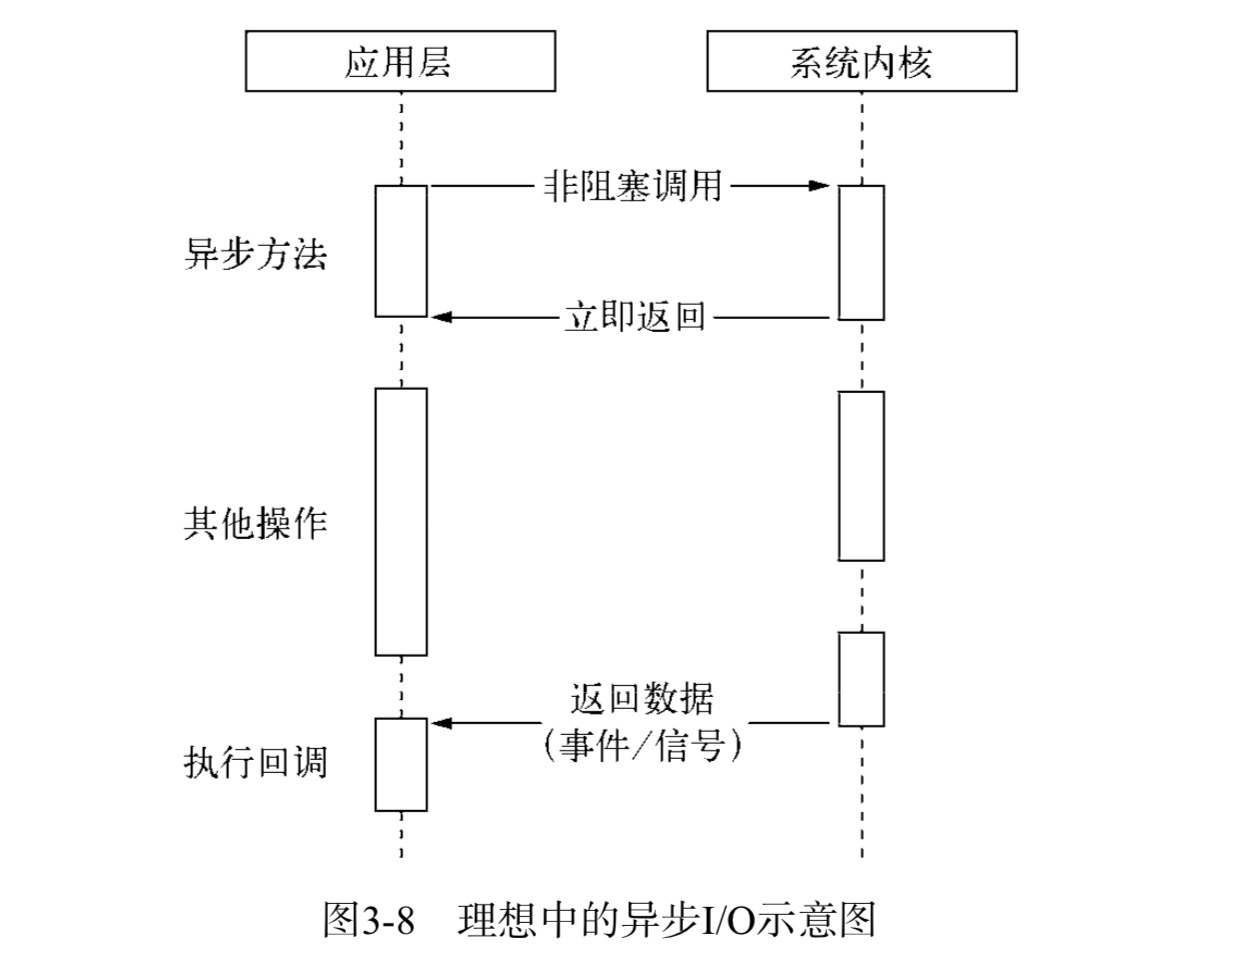 应用层
系统内核
非阻塞调用
异步方法
立即返回
其他操作
返回数据
(事件/信号)
执行回调
图3-8 理想中的异步I/O示意图